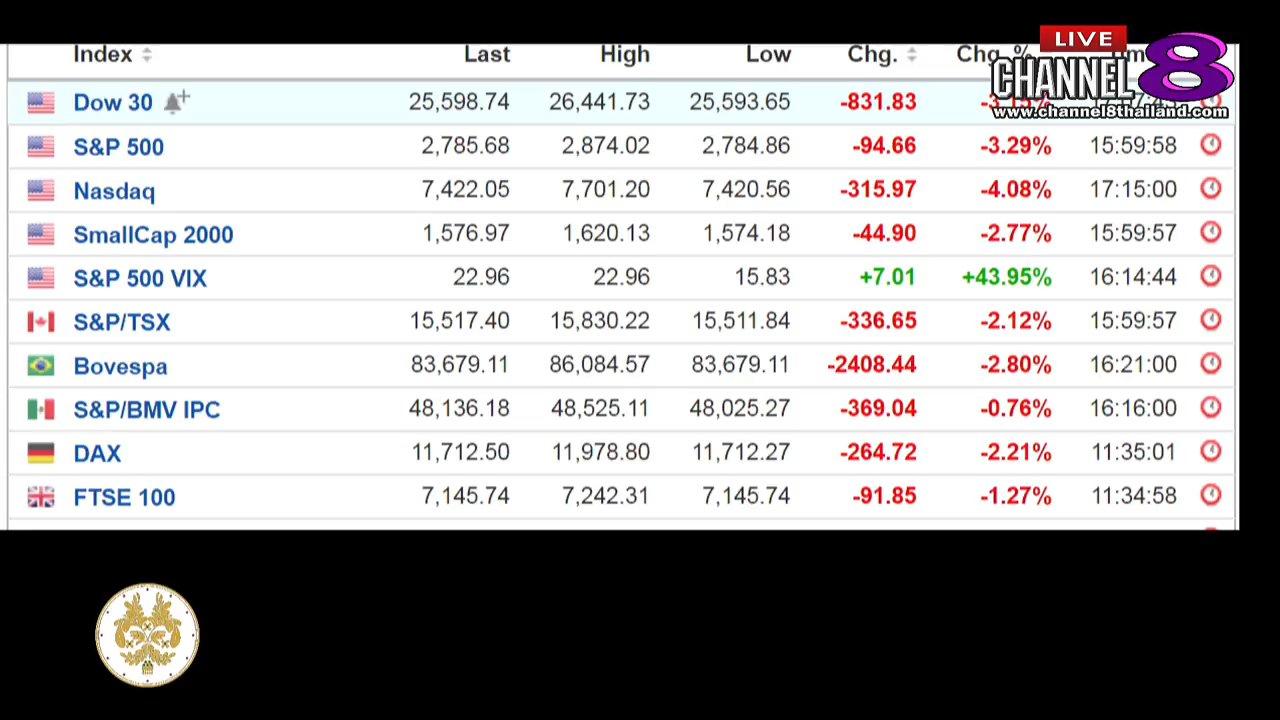 LIVE
CHANNEL 8
www.channel8thailand.com
Index Last High Low Chg. Chg. %
Dow 30 25,598.74 26,441.73 25,593.65 -831.83 -3.15%
S&P 500 2,785.68 2,874.02 2,784.86 -94.66 -3.29% 15:59:58
Nasdaq 7,422.05 7,701.20 7,420.56 -315.97 -4.08% 17:15:00
SmallCap 2000 1,576.97 1,620.13 1,574.18 -44.90 -2.77% 15:59:57
S&P 500 VIX 22.96 22.96 15.83 +7.01 +43.95% 16:14:44
S&P/TSX 15,517.40 15,830.22 15,511.84 -336.65 -2.12% 15:59:57
Bovespa 83,679.11 86,084.57 83,679.11 -2408.44 -2.80% 16:21:00
S&P/BMV IPC 48,136.18 48,525.11 48,025.27 -369.04 -0.76% 16:16:00
DAX 11,712.50 11,978.80 11,712.27 -264.72 -2.21% 11:35:01
FTSE 100 7,145.74 7,242.31 7,145.74 -91.85 -1.27% 11:34:58